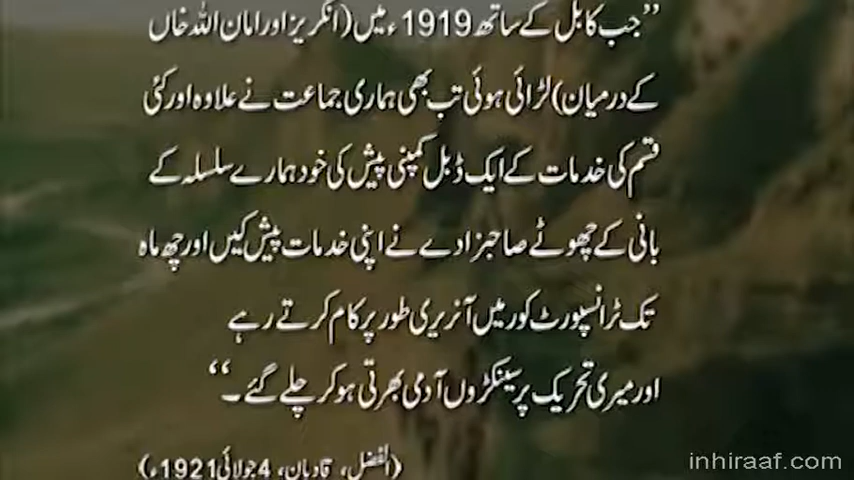 ”جب کابل کے ساتھ 1919ء میں (انگریز اور امان اللہ خاں
کے درمیان) لڑائی ہوئی تب بھی ہماری جماعت نے علاوہ اور کئی
قسم کی خدمات کے ایک ڈبل کمپنی پیش کی خود ہمارے سلسلہ کے
بانی کے چھوٹے صاحبزادے نے اپنی خدمات پیش کیں اور چھ ماہ
تک ٹرانسپورٹ کور میں آنریری طور پر کام کرتے رہے
اور میری تحریک پر سینکڑوں آدمی بھرتی ہو کر چلے گئے۔“
(الفضل، قادیان، 4 جولائی 1921ء)
inhiraaf.com